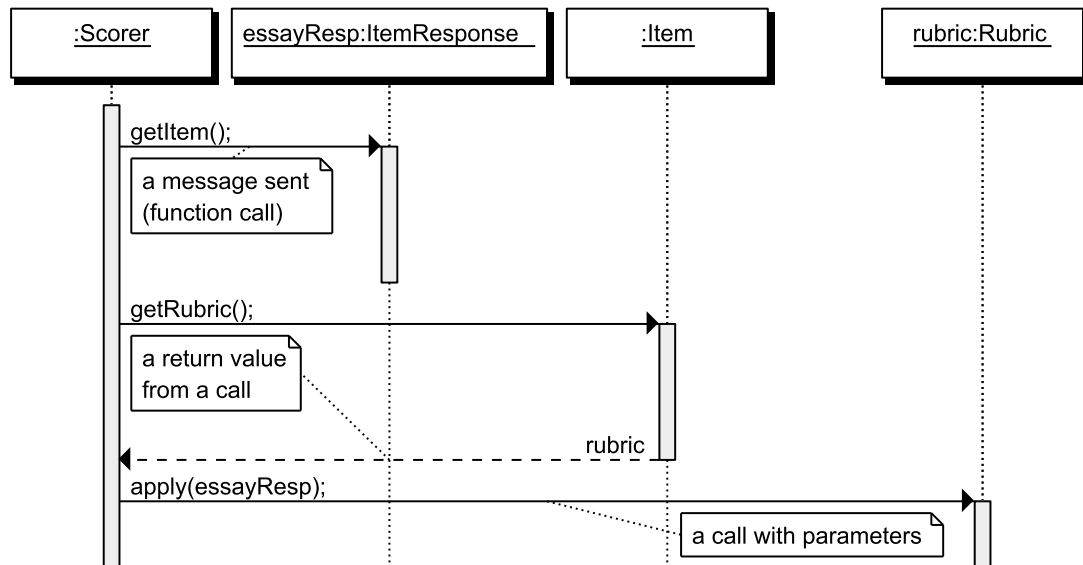 :Scorer
essayResp:ItemResponse
:Item
rubric:Rubric
getItem();
a message sent
(function call)
getRubric();
a return value
from a call
rubric
apply(essayResp);
a call with parameters